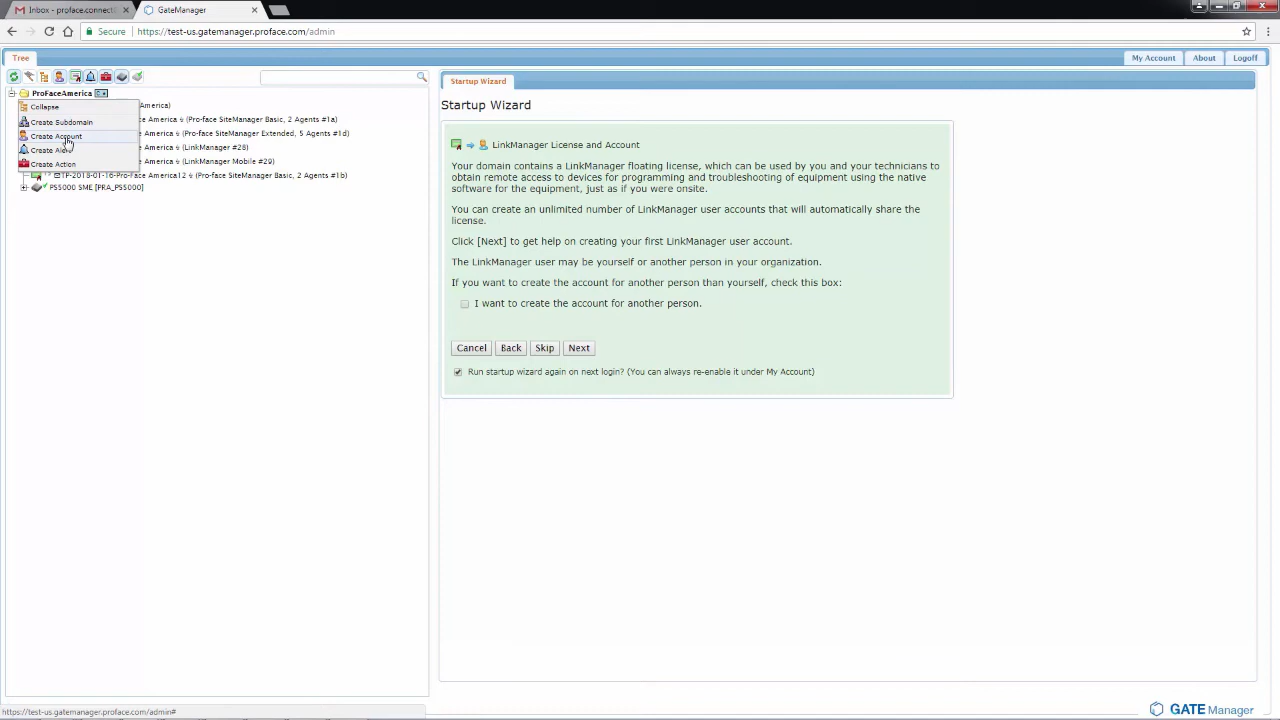 Inbox - proface.connect
GateManager
Secure
https://test-us.gatemanager.proface.com/admin
Tree
My Account
About
Logoff
ProFaceAmerica
Collapse
Create Subdomain
Create Account
Create Alert
Create Action
America)
America (Pro-face SiteManager Basic, 2 Agents #1a)
America (Pro-face SiteManager Extended, 5 Agents #1d)
America (LinkManager #28)
America (LinkManager Mobile #29)
ETP-2018-01-16-Pro-Face America12 (Pro-face SiteManager Basic, 2 Agents #1b)
PS5000 SME [PRA_PS5000]
Startup Wizard
Startup Wizard
LinkManager License and Account
Your domain contains a LinkManager floating license, which can be used by you and your technicians to
obtain remote access to devices for programming and troubleshooting of equipment using the native
software for the equipment, just as if you were onsite.
You can create an unlimited number of LinkManager user accounts that will automatically share the
license.
Click [Next] to get help on creating your first LinkManager user account.
The LinkManager user may be yourself or another person in your organization.
If you want to create the account for another person than yourself, check this box:
I want to create the account for another person.
Cancel
Back
Skip
Next
Run startup wizard again on next login? (You can always re-enable it under My Account)
https://test-us.gatemanager.proface.com/admin#
GATEManager